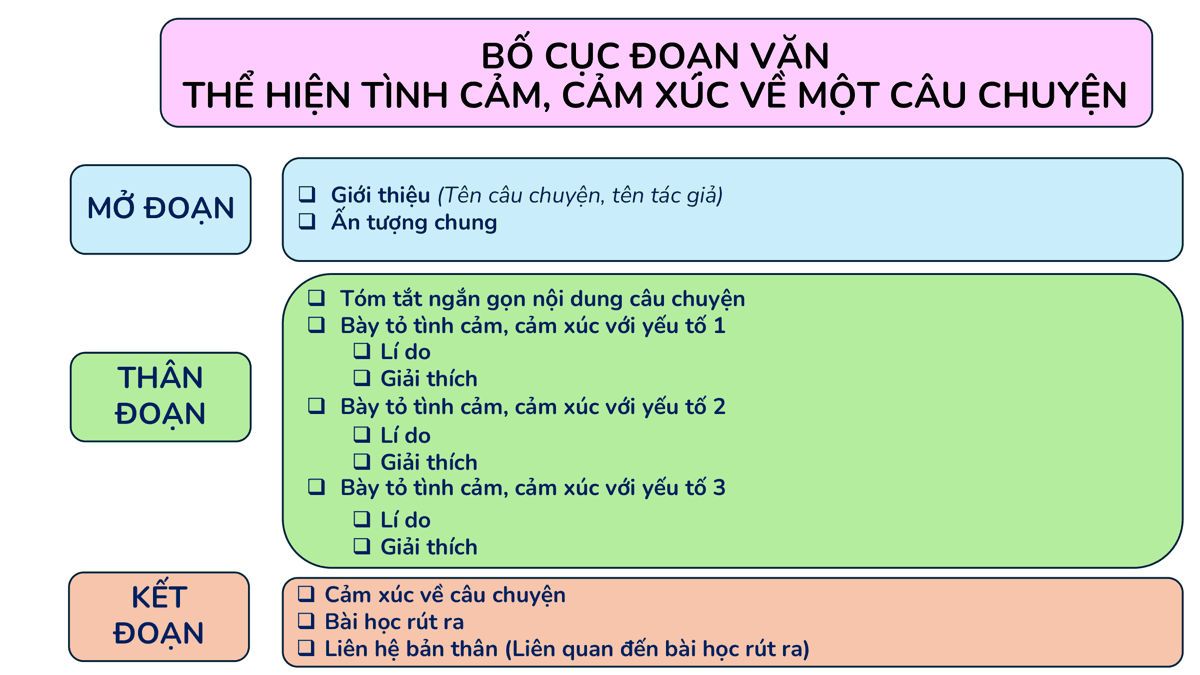 BỐ CỤC ĐOẠN VĂN
THỂ HIỆN TÌNH CẢM, CẢM XÚC VỀ MỘT CÂU CHUYỆN
MỞ ĐOẠN
❑ Giới thiệu (Tên câu chuyện, tên tác giả)
❑ Ấn tượng chung
THÂN
ĐOẠN
❑ Tóm tắt ngắn gọn nội dung câu chuyện
❑ Bày tỏ tình cảm, cảm xúc với yếu tố 1
❑ Lí do
❑ Giải thích
❑ Bày tỏ tình cảm, cảm xúc với yếu tố 2
❑ Lí do
❑ Giải thích
❑ Bày tỏ tình cảm, cảm xúc với yếu tố 3
❑ Lí do
❑ Giải thích
KẾT
ĐOẠN
❑ Cảm xúc về câu chuyện
❑ Bài học rút ra
❑ Liên hệ bản thân (Liên quan đến bài học rút ra)